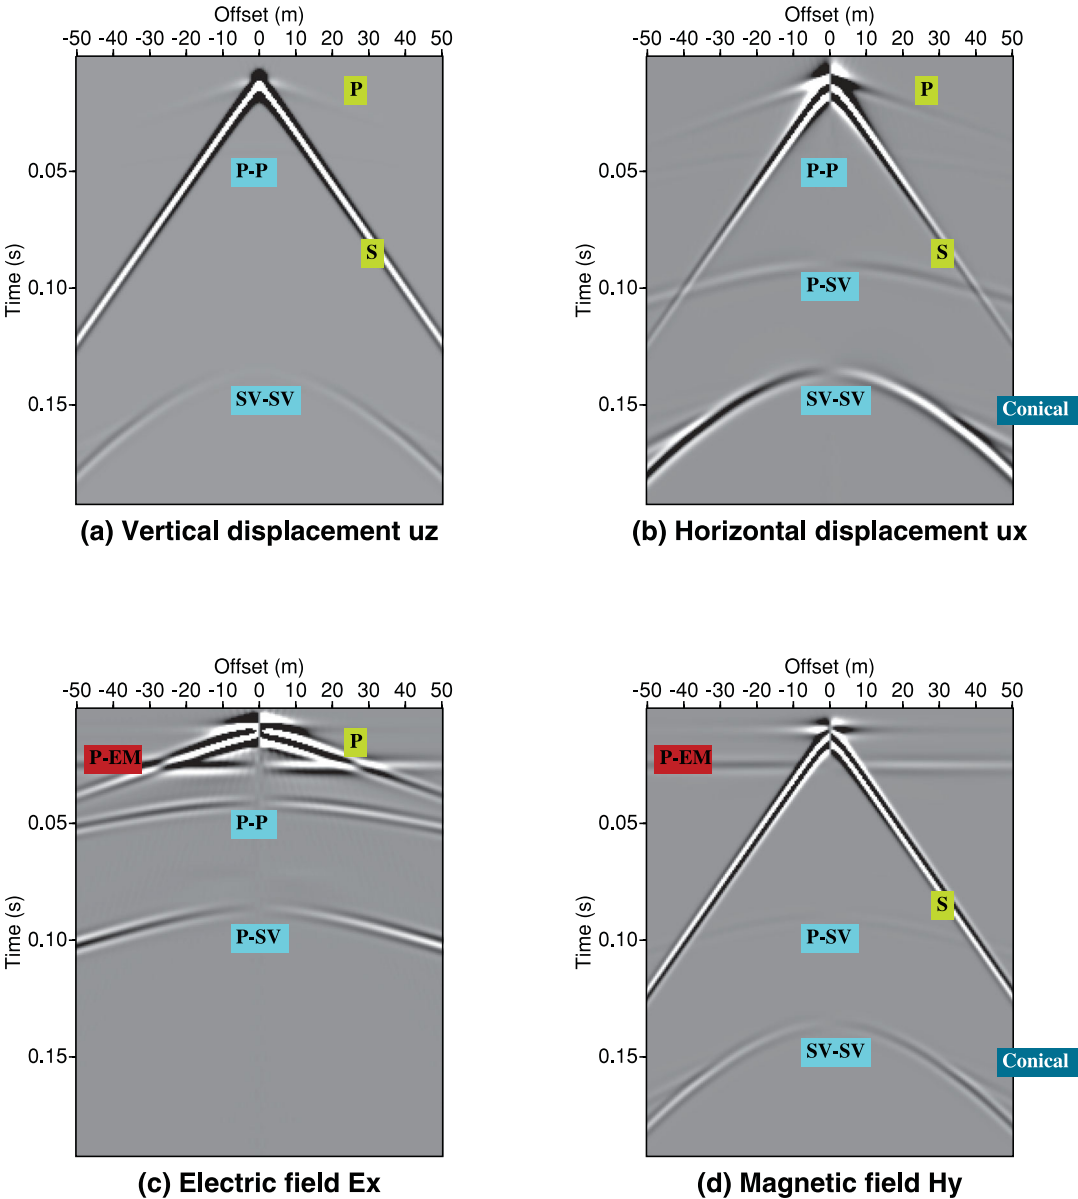 Offset (m)
-50 -40 -30 -20 -10 0 10 20 30 40 50
P
0.05
P-P
S
Time (s)
0.10
0.15
SV-SV
(a) Vertical displacement uz
Offset (m)
-50 -40 -30 -20 -10 0 10 20 30 40 50
P
0.05
P-P
S
Time (s)
P-SV
0.10
0.15
SV-SV
Conical
(b) Horizontal displacement ux
Offset (m)
-50 -40 -30 -20 -10 0 10 20 30 40 50
P
P-EM
0.05
P-P
Time (s)
P-SV
0.10
0.15
(c) Electric field Ex
Offset (m)
-50 -40 -30 -20 -10 0 10 20 30 40 50
P-EM
0.05
S
Time (s)
P-SV
0.10
SV-SV
0.15
Conical
(d) Magnetic field Hy